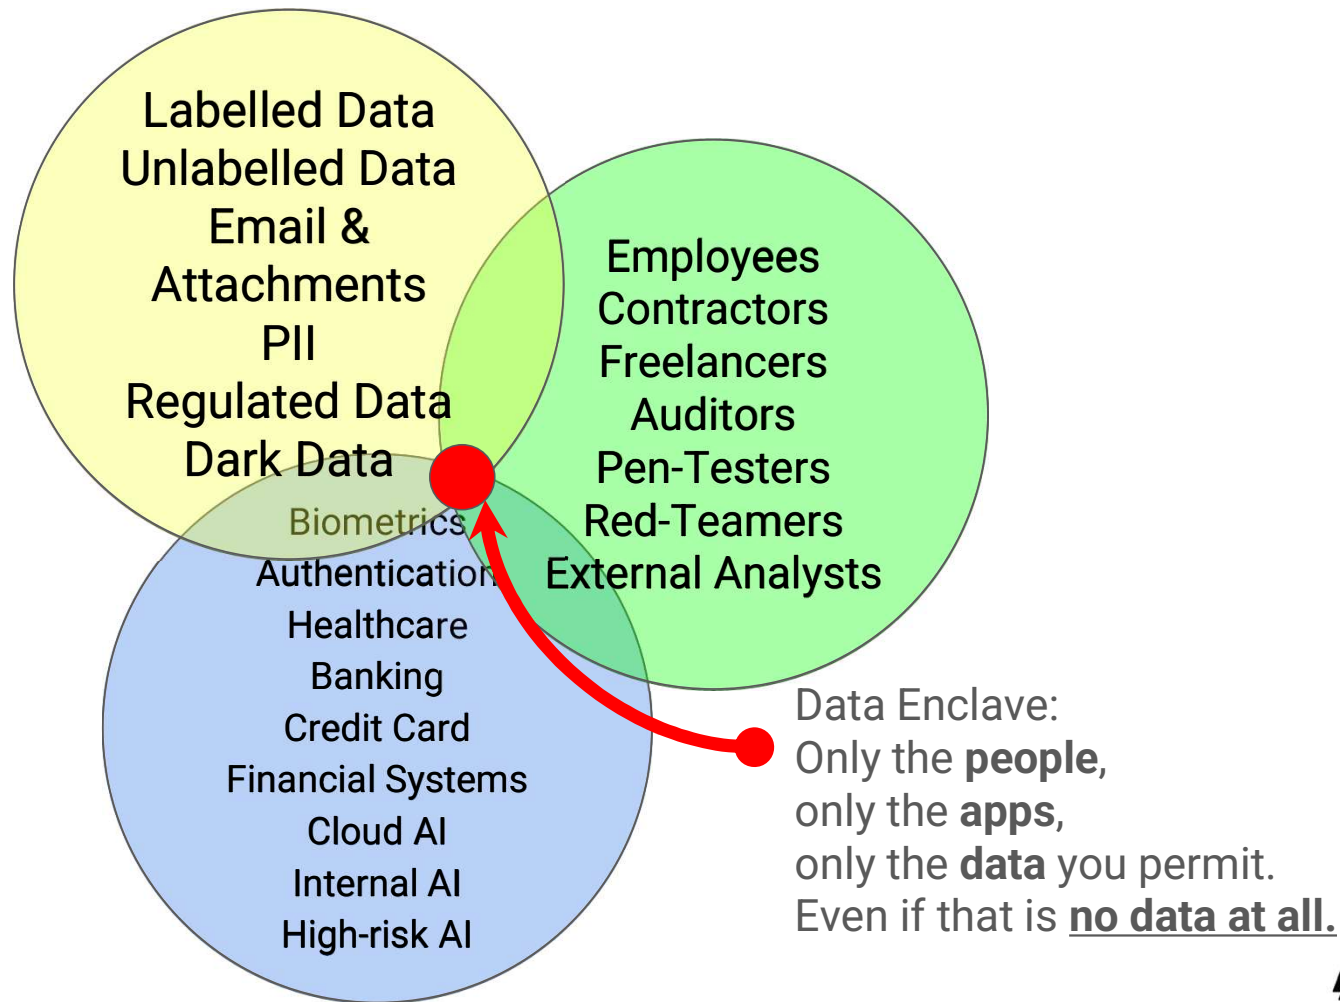 Labelled Data
Unlabelled Data
Email &
Attachments
PII
Regulated Data
Dark Data
Employees
Contractors
Freelancers
Auditors
Pen-Testers
Red-Teamers
External Analysts
Biometrics
Authentication
Healthcare
Banking
Credit Card
Financial Systems
Cloud AI
Internal AI
High-risk AI
Data Enclave:
Only the people,
only the apps,
only the data you permit.
Even if that is no data at all.